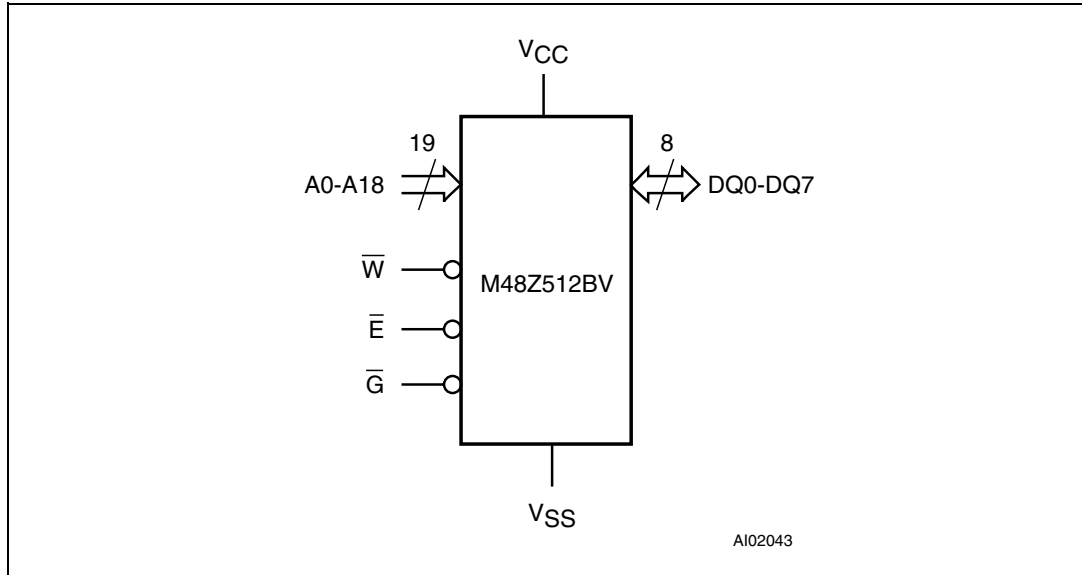 VCC
19
8
A0-A18
DQ0-DQ7
W̅
M48Z512BV
E̅
G̅
VSS
AI02043